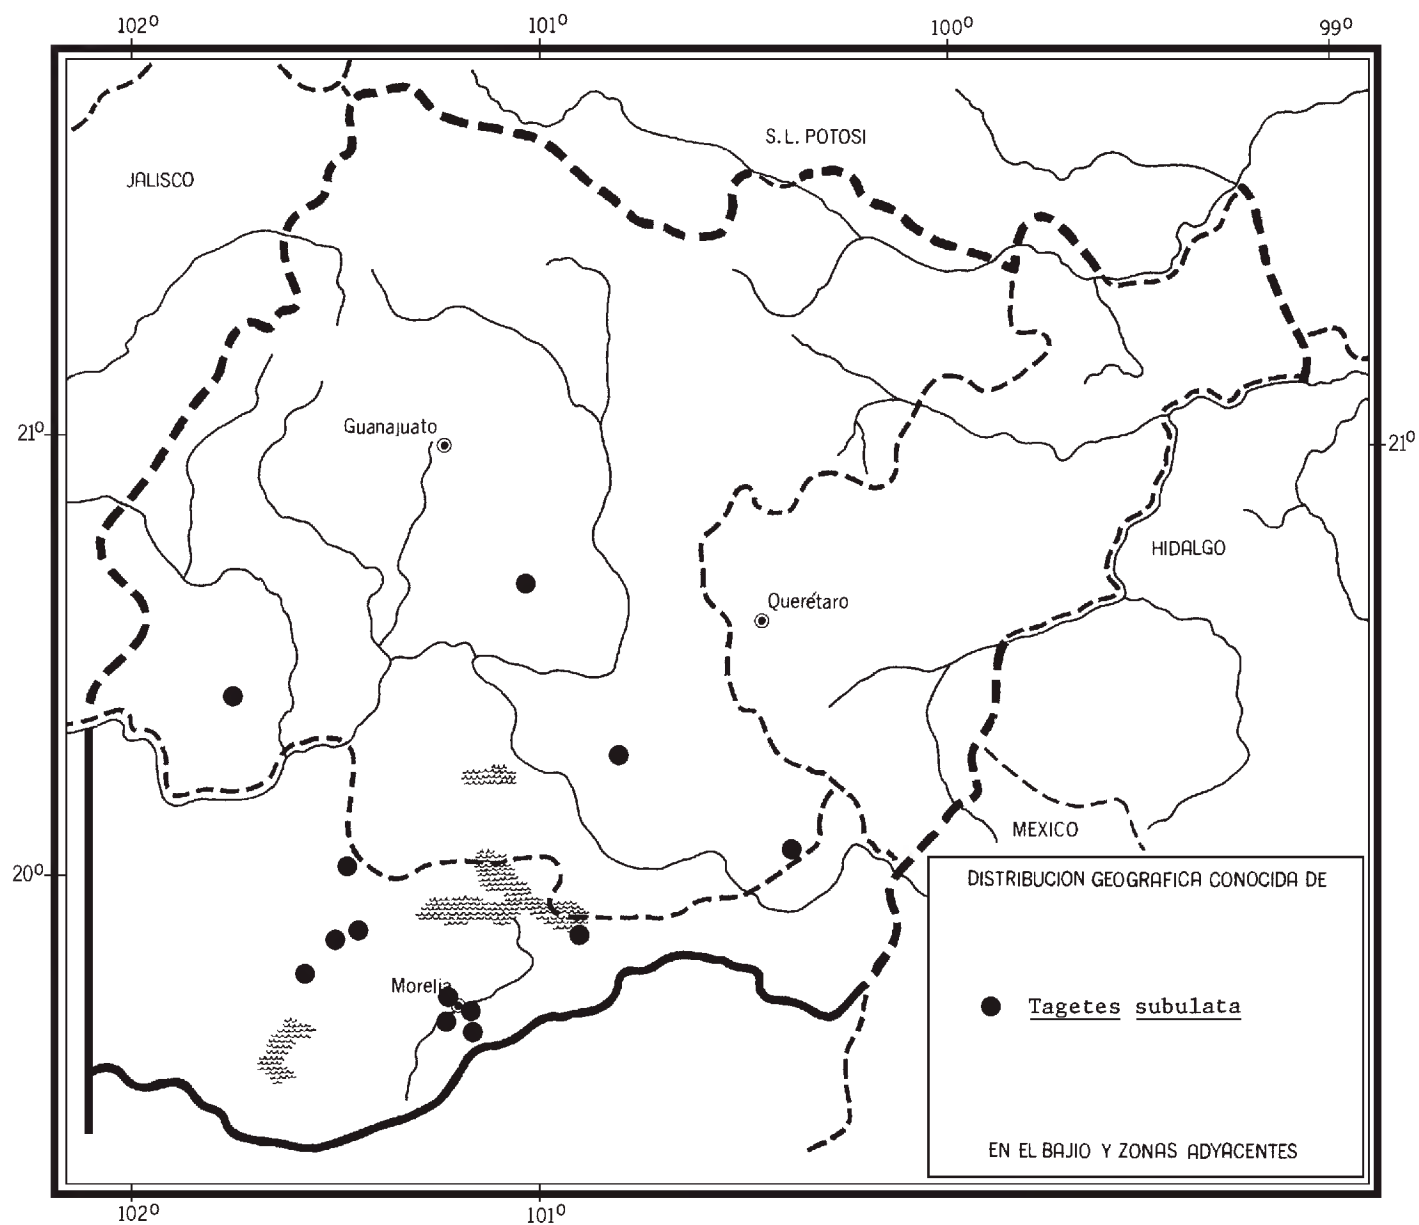 102º
101º
100º
99º
S.L. POTOSI
JALISCO
Guanajuato
21º
21º
HIDALGO
Querétaro
MEXICO
20º
DISTRIBUCION GEOGRAFICA CONOCIDA DE
Morelia
Tagetes subulata
EN EL BAJIO Y ZONAS ADYACENTES
102º
101º